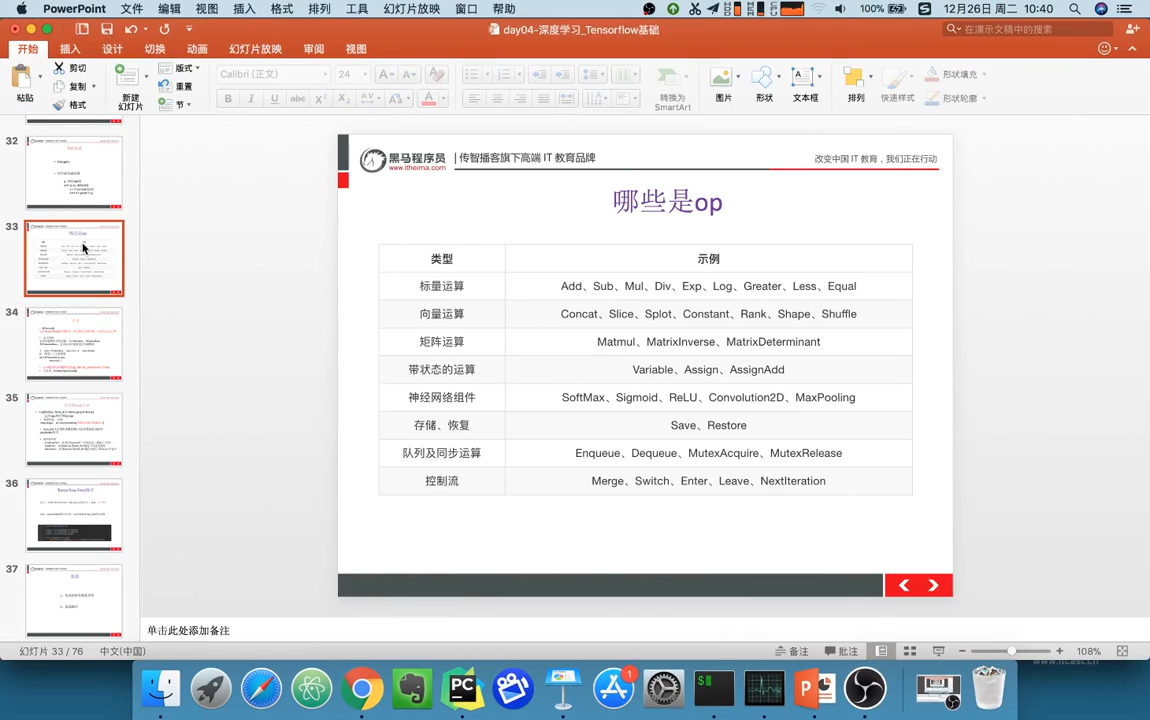 PowerPoint 文件 编辑 视图 插入 格式 排列 工具 幻灯片放映 窗口 帮助 100% 12月26日 周二 10:40
day04-深度学习_Tensorflow基础
在演示文稿中的搜索
开始 插入 设计 切换 动画 幻灯片放映 审阅 视图
粘贴
剪切
复制
格式
新建
幻灯片
版式
重置
节
Calibri (正文) 24
转换为
SmartArt
图片
形状
文本框
排列
快速样式
形状填充
形状轮廓
32
33
34
35
36
37
黑马程序员
www.itheima.com
传智播客旗下高端 IT 教育品牌
改变中国 IT 教育，我们正在行动
哪些是op
类型 示例
标量运算 Add、Sub、Mul、Div、Exp、Log、Greater、Less、Equal
向量运算 Concat、Slice、Splot、Constant、Rank、Shape、Shuffle
矩阵运算 Matmul、MatrixInverse、MatrixDeterminant
带状态的运算 Variable、Assign、AssignAdd
神经网络组件 SoftMax、Sigmoid、ReLU、Convolution2D、MaxPooling
存储、恢复 Save、Restore
队列及同步运算 Enqueue、Dequeue、MutexAcquire、MutexRelease
控制流 Merge、Switch、Enter、Leave、NextIteration
单击此处添加备注
幻灯片 33 / 76 中文(中国) 备注 批注 108%
www.itcast.cn